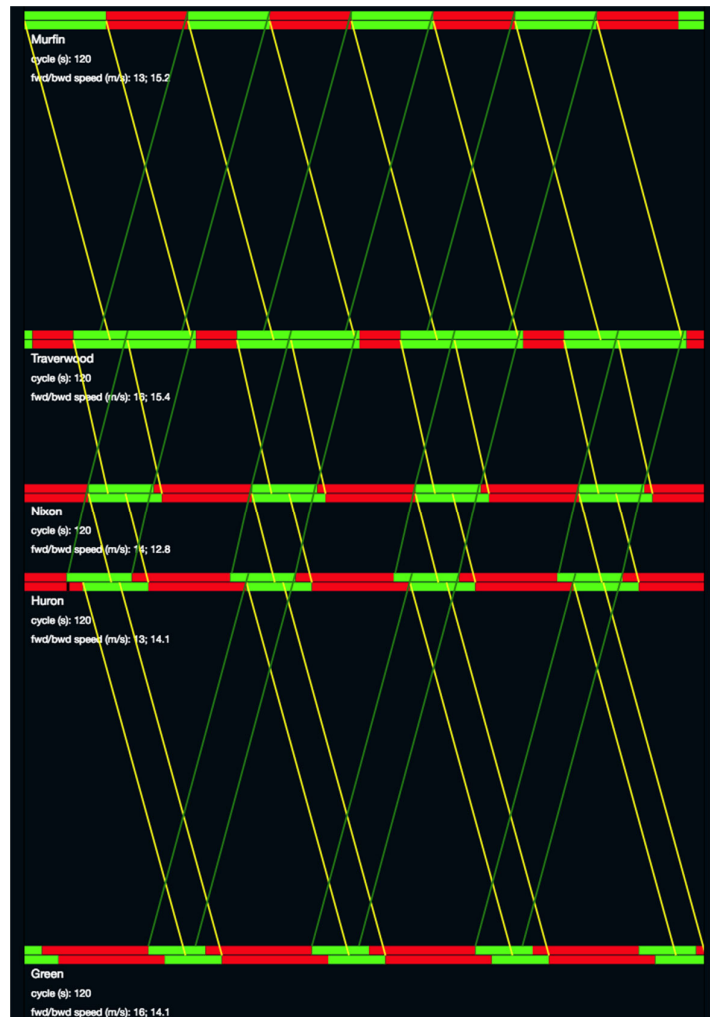 Murfin
cycle (s): 120
fwd/bwd speed (m/s): 13; 15.2
Traverwood
cycle (s): 120
fwd/bwd speed (m/s): 16; 15.4
Nixon
cycle (s): 120
fwd/bwd speed (m/s): 14; 12.8
Huron
cycle (s): 120
fwd/bwd speed (m/s): 13; 14.1
Green
cycle (s): 120
fwd/bwd speed (m/s): 16; 14.1